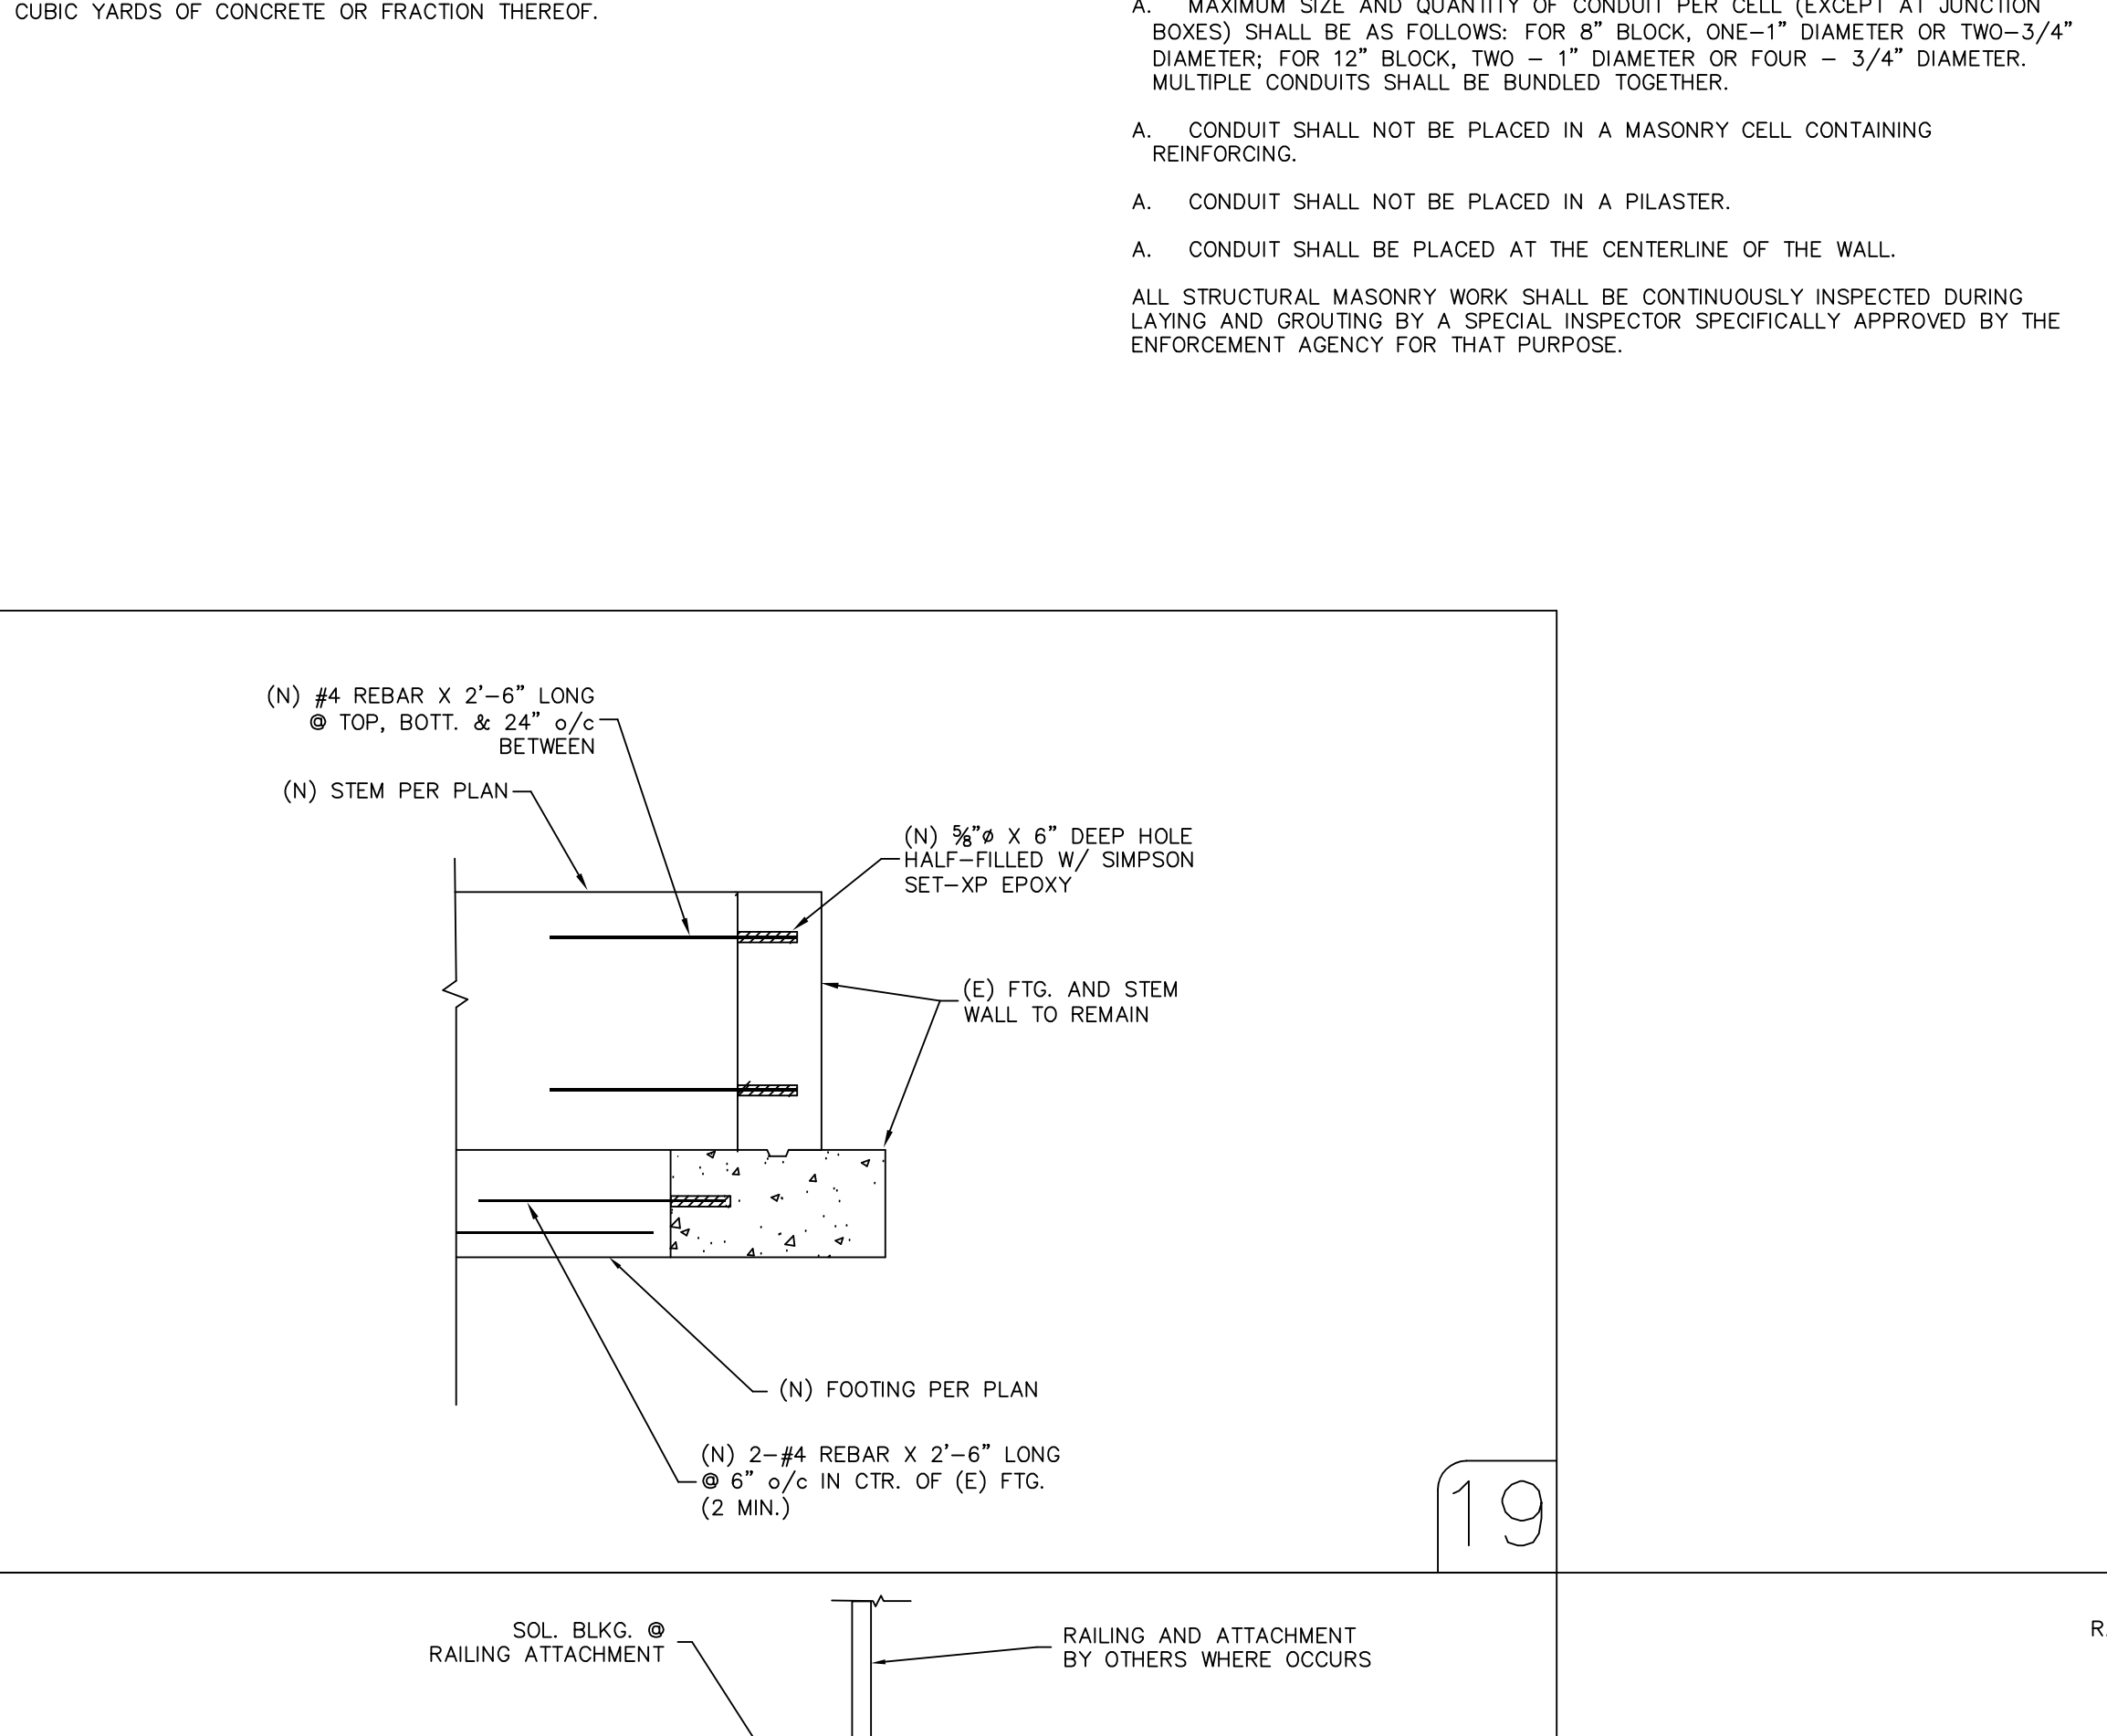 CUBIC YARDS OF CONCRETE OR FRACTION THEREOF.
A. MAXIMUM SIZE AND QUANTITY OF CONDUIT PER CELL (EXCEPT AT JUNCTION
BOXES) SHALL BE AS FOLLOWS: FOR 8" BLOCK, ONE-1" DIAMETER OR TWO-3/4"
DIAMETER; FOR 12" BLOCK, TWO - 1" DIAMETER OR FOUR - 3/4" DIAMETER.
MULTIPLE CONDUITS SHALL BE BUNDLED TOGETHER.
A. CONDUIT SHALL NOT BE PLACED IN A MASONRY CELL CONTAINING
REINFORCING.
A. CONDUIT SHALL NOT BE PLACED IN A PILASTER.
A. CONDUIT SHALL BE PLACED AT THE CENTERLINE OF THE WALL.
ALL STRUCTURAL MASONRY WORK SHALL BE CONTINUOUSLY INSPECTED DURING
LAYING AND GROUTING BY A SPECIAL INSPECTOR SPECIFICALLY APPROVED BY THE
ENFORCEMENT AGENCY FOR THAT PURPOSE.
(N) #4 REBAR X 2'-6" LONG
@ TOP, BOTT. & 24" o/c
BETWEEN
(N) STEM PER PLAN
(N) ⅝"ø X 6" DEEP HOLE
HALF-FILLED W/ SIMPSON
SET-XP EPOXY
(E) FTG. AND STEM
WALL TO REMAIN
(N) FOOTING PER PLAN
(N) 2-#4 REBAR X 2'-6" LONG
@ 6" o/c IN CTR. OF (E) FTG.
(2 MIN.)
19
SOL. BLKG. @
RAILING ATTACHMENT
RAILING AND ATTACHMENT
BY OTHERS WHERE OCCURS